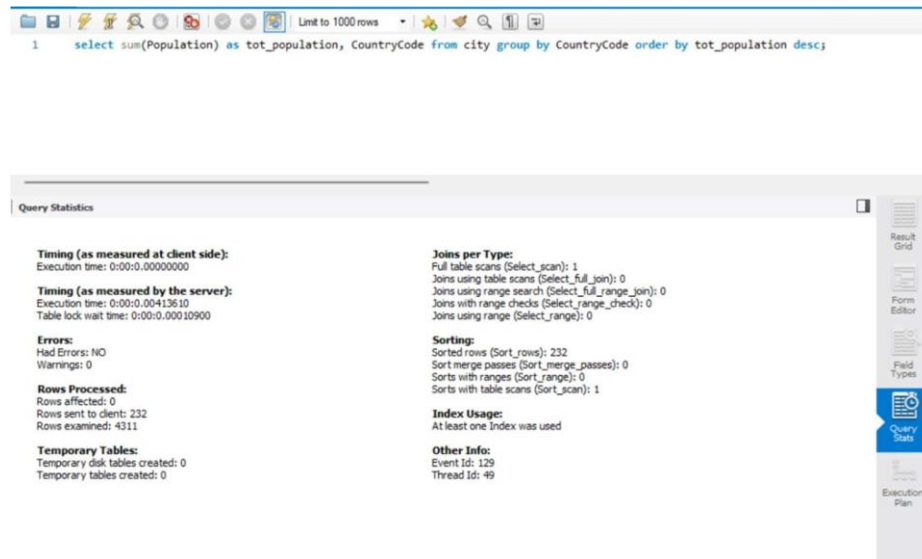 Limit to 1000 rows
1 select sum(Population) as tot_population, CountryCode from city group by CountryCode order by tot_population desc;
Query Statistics
Timing (as measured at client side):
Execution time: 0:00:0.00000000
Timing (as measured by the server):
Execution time: 0:00:0.00413610
Table lock wait time: 0:00:0.00010900
Errors:
Had Errors: NO
Warnings: 0
Rows Processed:
Rows affected: 0
Rows sent to client: 232
Rows examined: 4311
Temporary Tables:
Temporary disk tables created: 0
Temporary tables created: 0
Joins per Type:
Full table scans (Select_scan): 1
Joins using table scans (Select_full_join): 0
Joins using range search (Select_full_range_join): 0
Joins with range checks (Select_range_check): 0
Joins using range (Select_range): 0
Sorting:
Sorted rows (Sort_rows): 232
Sort merge passes (Sort_merge_passes): 0
Sorts with ranges (Sort_range): 0
Sorts with table scans (Sort_scan): 1
Index Usage:
At least one Index was used
Other Info:
Event Id: 129
Thread Id: 49
Result
Grid
Form
Editor
Field
Types
Query
Stats
Execution
Plan